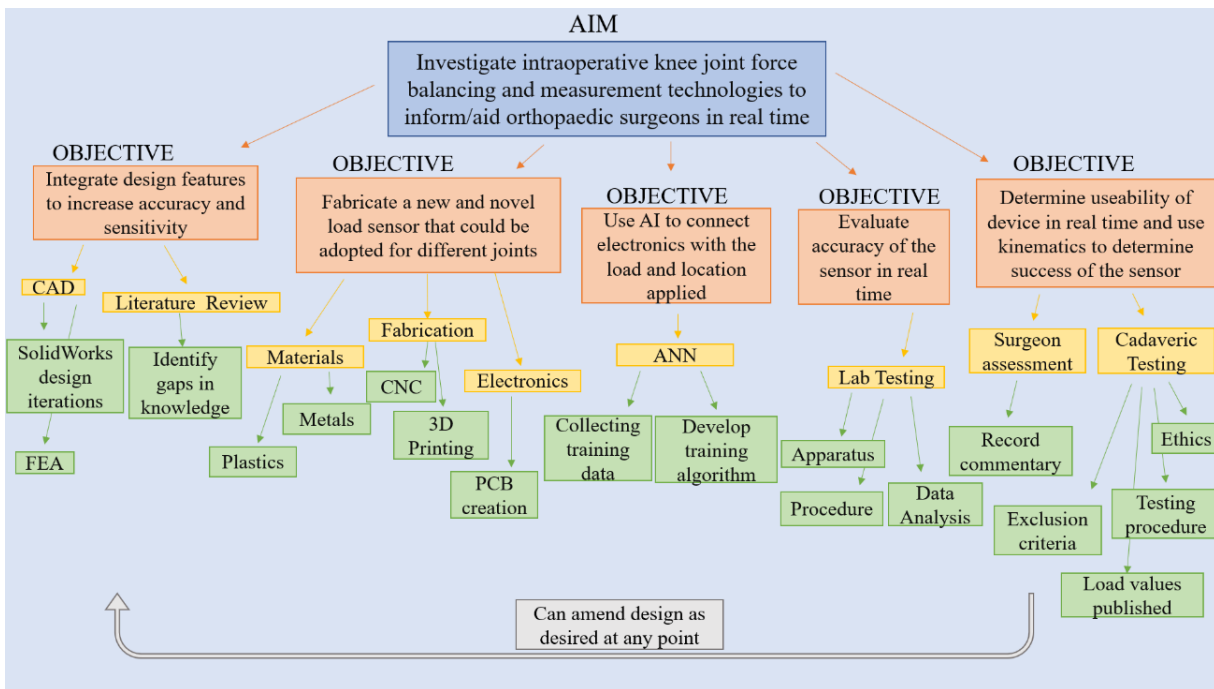 AIM
Investigate intraoperative knee joint force
balancing and measurement technologies to
inform/aid orthopaedic surgeons in real time
OBJECTIVE
Integrate design features
to increase accuracy and
sensitivity
CAD
SolidWorks
design
iterations
FEA
Literature Review
Identify
gaps in
knowledge
OBJECTIVE
Fabricate a new and novel
load sensor that could be
adopted for different joints
Materials
Plastics
Metals
Fabrication
CNC
3D
Printing
Electronics
PCB
creation
OBJECTIVE
Use AI to connect
electronics with the
load and location
applied
ANN
Collecting
training
data
Develop
training
algorithm
OBJECTIVE
Evaluate
accuracy of the
sensor in real
time
Lab Testing
Apparatus
Procedure
Data
Analysis
OBJECTIVE
Determine useability of
device in real time and use
kinematics to determine
success of the sensor
Surgeon
assessment
Record
commentary
Cadaveric
Testing
Exclusion
criteria
Load values
published
Testing
procedure
Ethics
Can amend design as
desired at any point